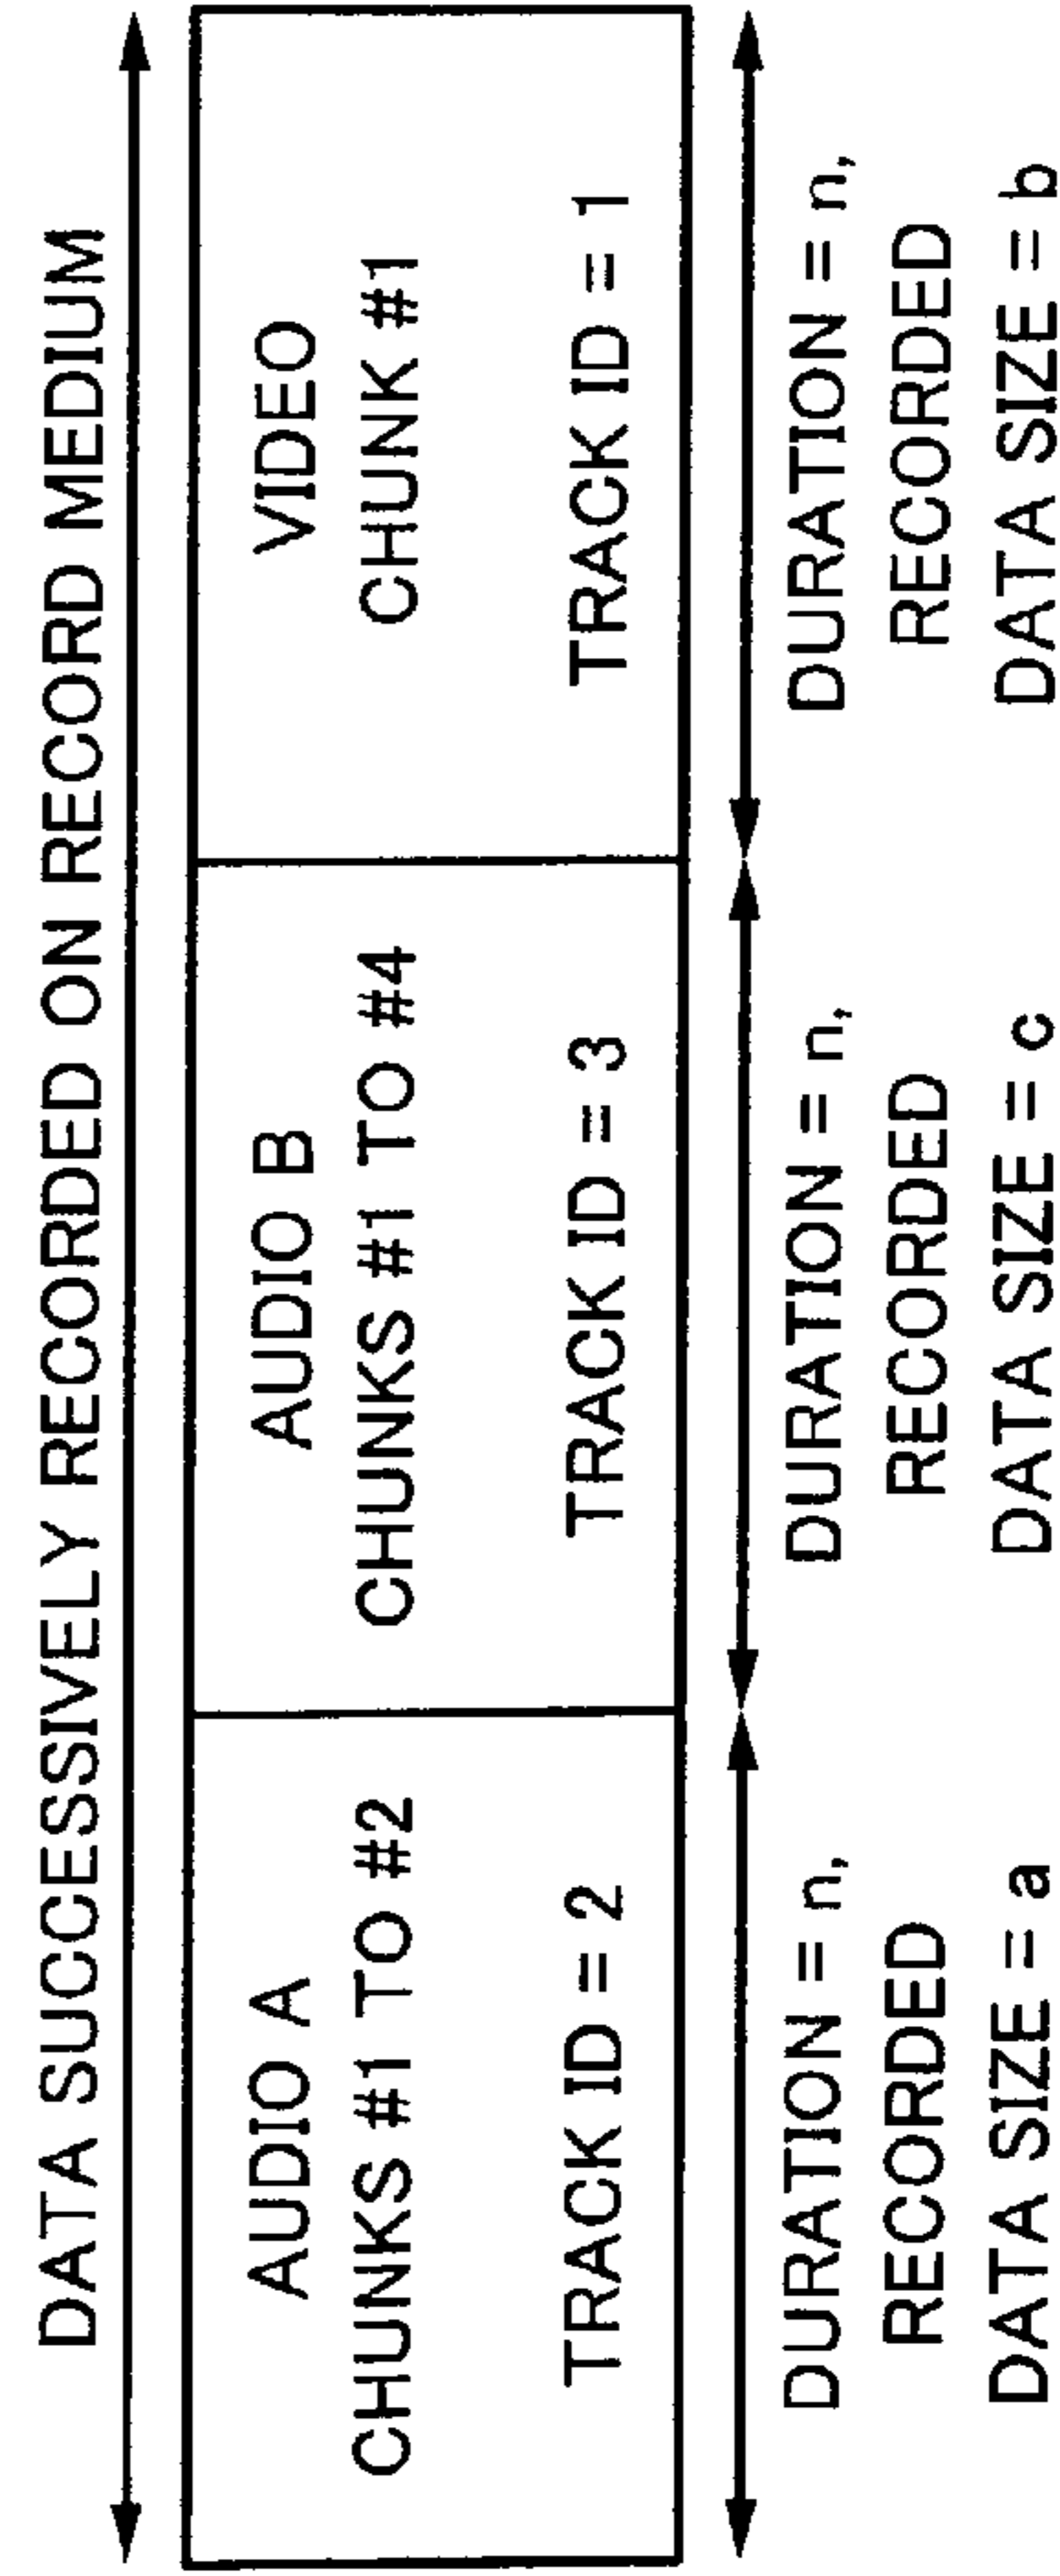 DATA SUCCESSIVELY RECORDED ON RECORD MEDIUM
AUDIO A
CHUNKS #1 TO #2
TRACK ID = 2
AUDIO B
CHUNKS #1 TO #4
TRACK ID = 3
VIDEO
CHUNK #1
TRACK ID = 1
DURATION = n,
RECORDED
DATA SIZE = a
DURATION = n,
RECORDED
DATA SIZE = c
DURATION = n,
RECORDED
DATA SIZE = b